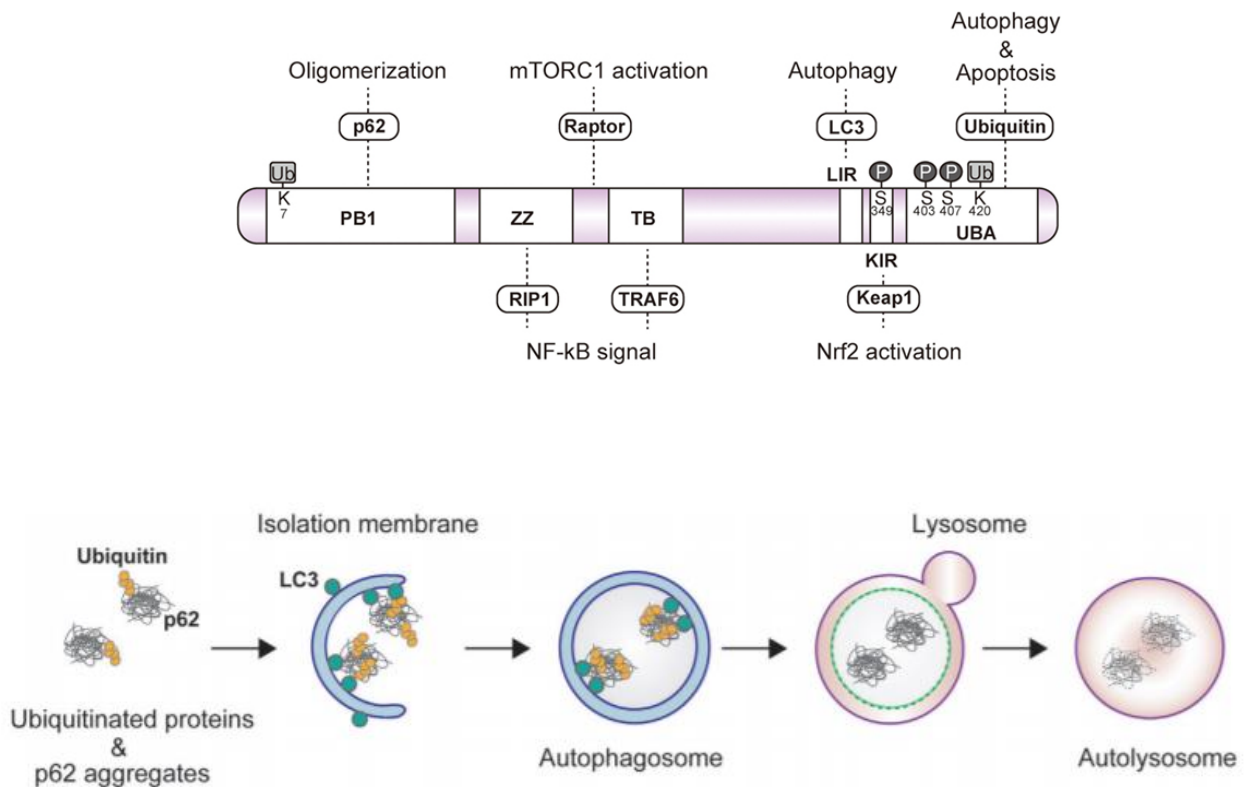 Autophagy
&
Apoptosis
Oligomerization
mTORC1 activation
Autophagy
p62
Raptor
LC3
Ubiquitin
Ub
LIR
P
P
P
Ub
K
7
PB1
ZZ
TB
S
349
S
403
S
407
K
420
UBA
KIR
RIP1
TRAF6
Keap1
NF-kB signal
Nrf2 activation
Isolation membrane
Lysosome
Ubiquitin
LC3
p62
Ubiquitinated proteins
&
p62 aggregates
Autophagosome
Autolysosome